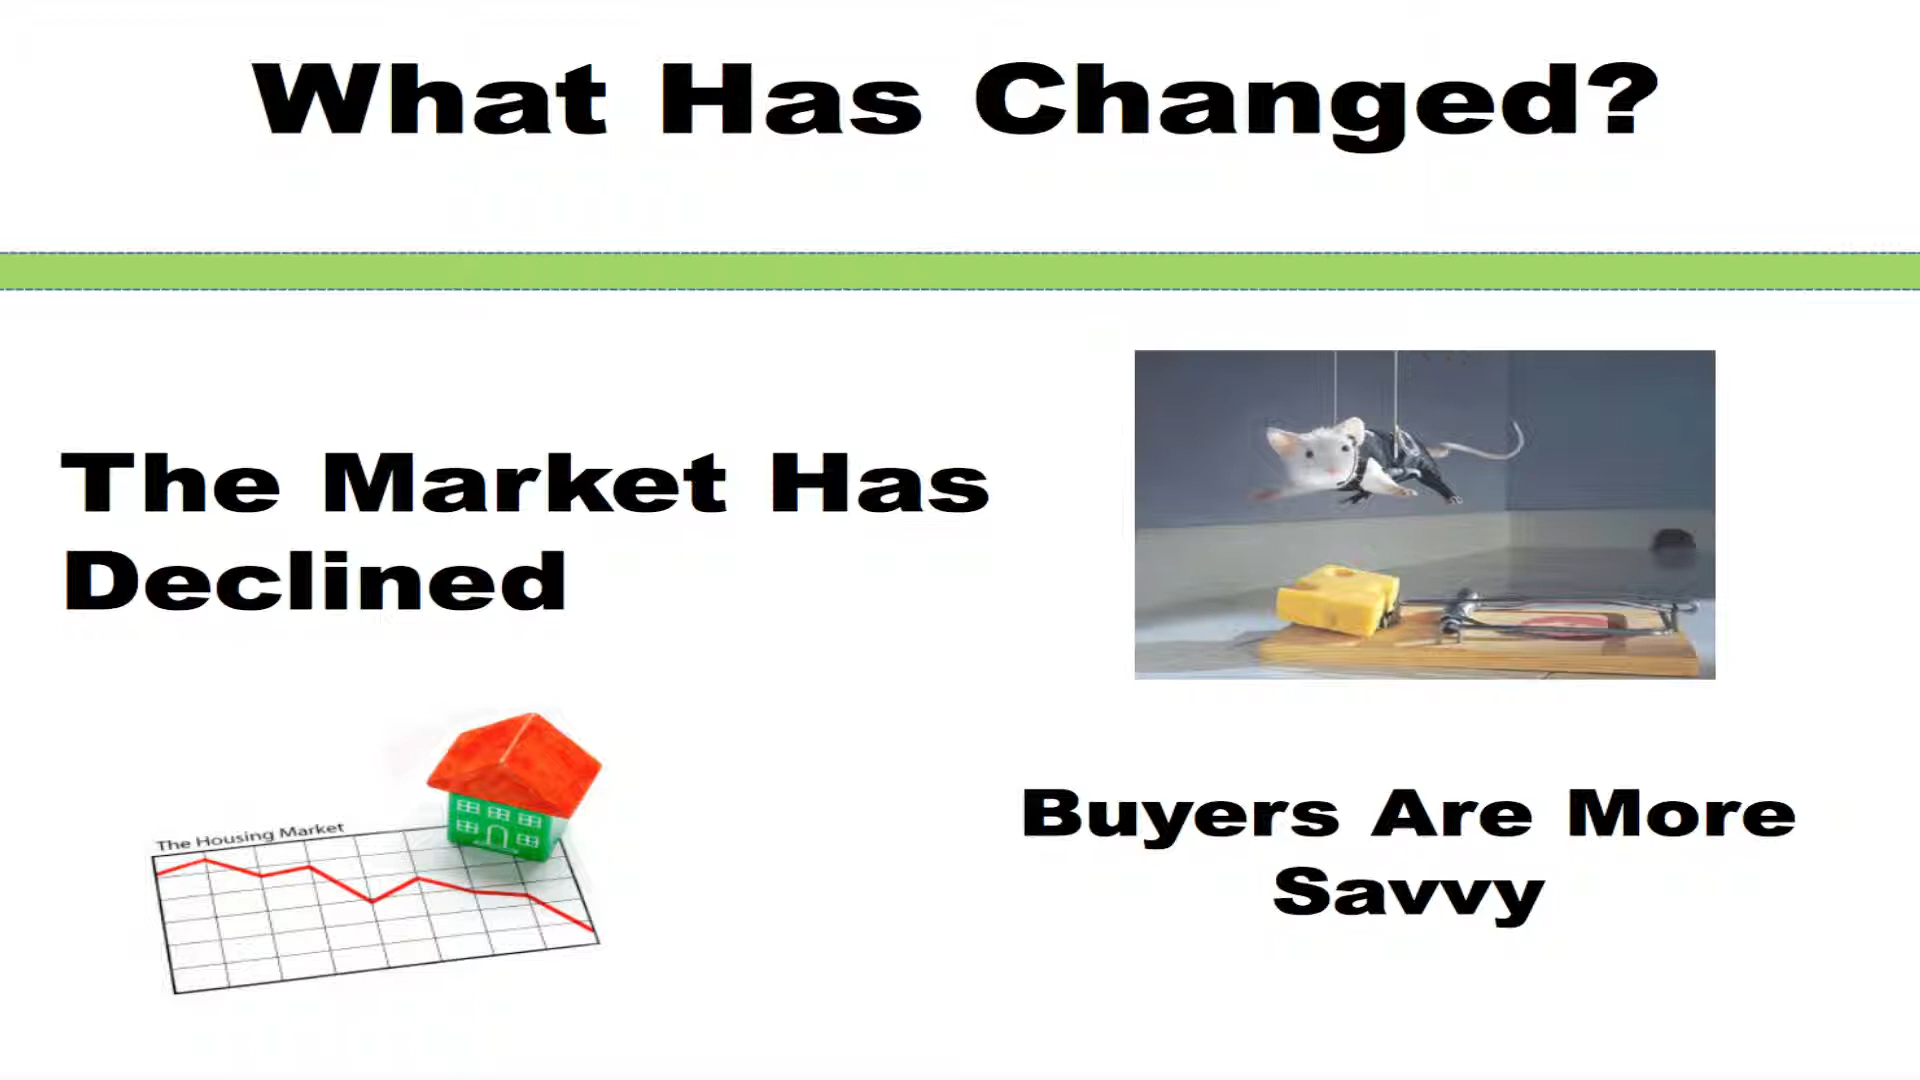 What Has Changed?
The Market Has
Declined
The Housing Market
Buyers Are More
Savvy